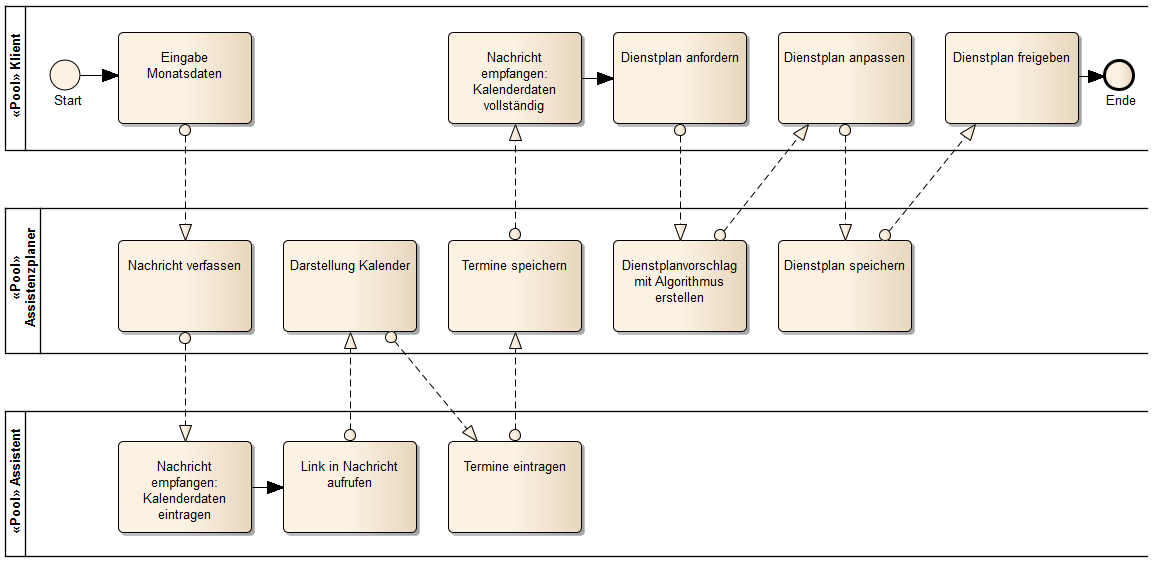 «Pool» Klient
Start
Eingabe
Monatsdaten
Nachricht
empfangen:
Kalenderdaten
vollständig
Dienstplan anfordern
Dienstplan anpassen
Dienstplan freigeben
Ende
«Pool»
Assistenzplaner
Nachricht verfassen
Darstellung Kalender
Termine speichern
Dienstplanvorschlag
mit Algorithmus
erstellen
Dienstplan speichern
«Pool» Assistent
Nachricht
empfangen:
Kalenderdaten
eintragen
Link in Nachricht
aufrufen
Termine eintragen